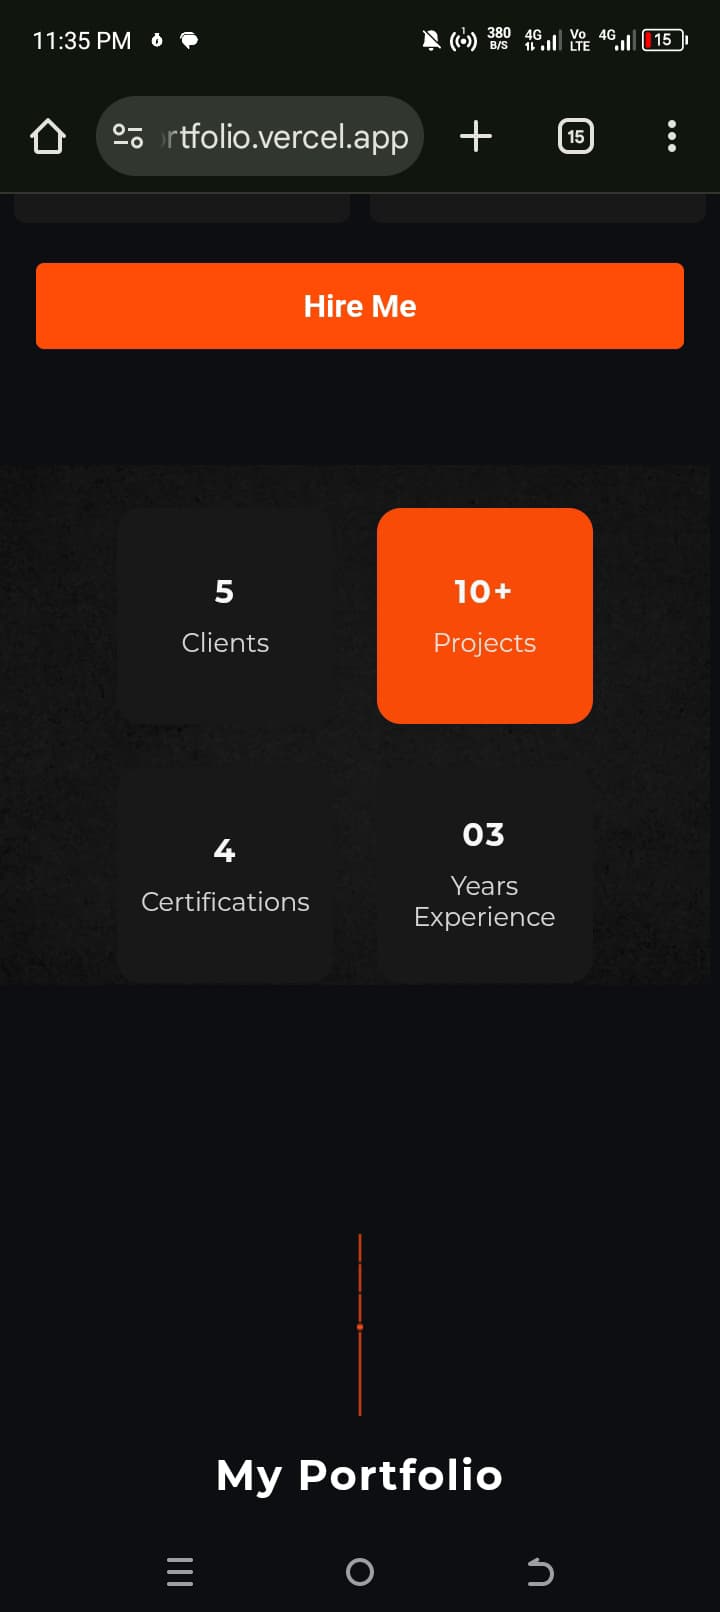 11:35 PM
380
B/S
4G
Vo
LTE
4G
15
rtfolio.vercel.app
15
Hire Me
5
Clients
10+
Projects
4
Certifications
03
Years
Experience
My Portfolio